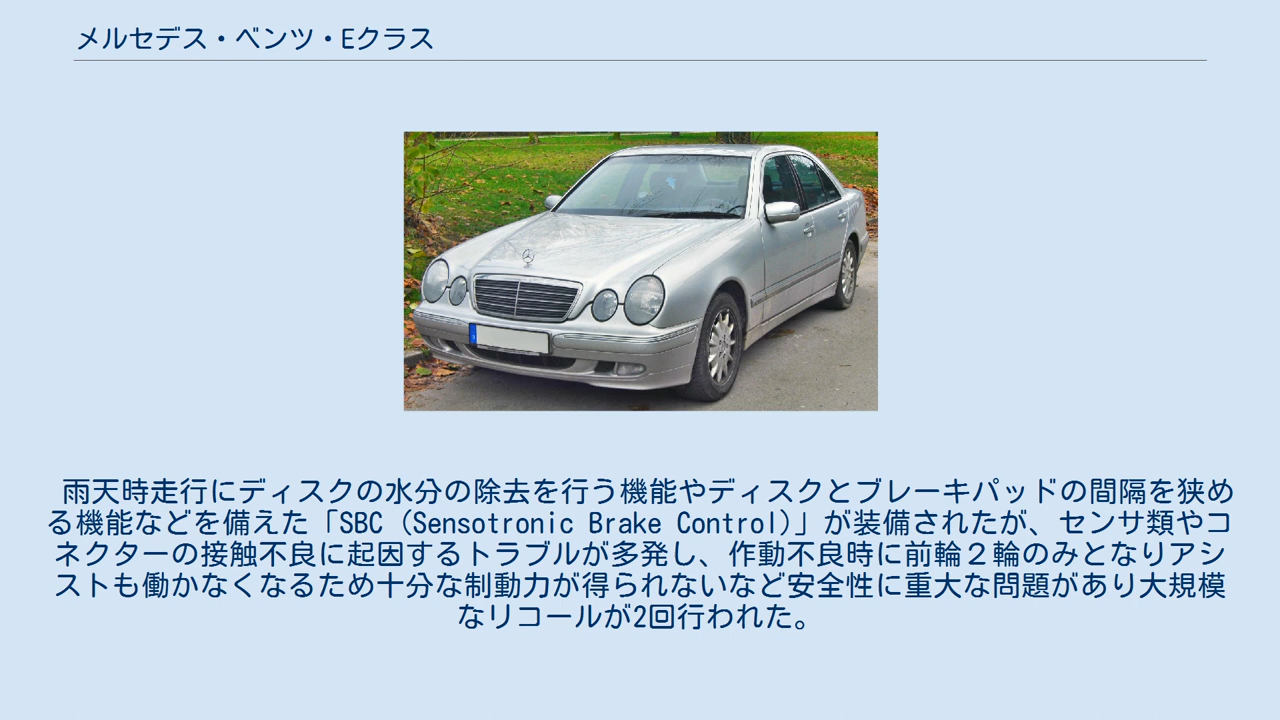 メルセデス・ベンツ・Eクラス
雨天時走行にディスクの水分の除去を行う機能やディスクとブレーキパッドの間隔を狭め
る機能などを備えた「SBC (Sensotronic Brake Control)」が装備されたが、センサ類やコ
ネクターの接触不良に起因するトラブルが多発し、作動不良時に前輪２輪のみとなりアシ
ストも働かなくなるため十分な制動力が得られないなど安全性に重大な問題があり大規模
なリコールが2回行われた。